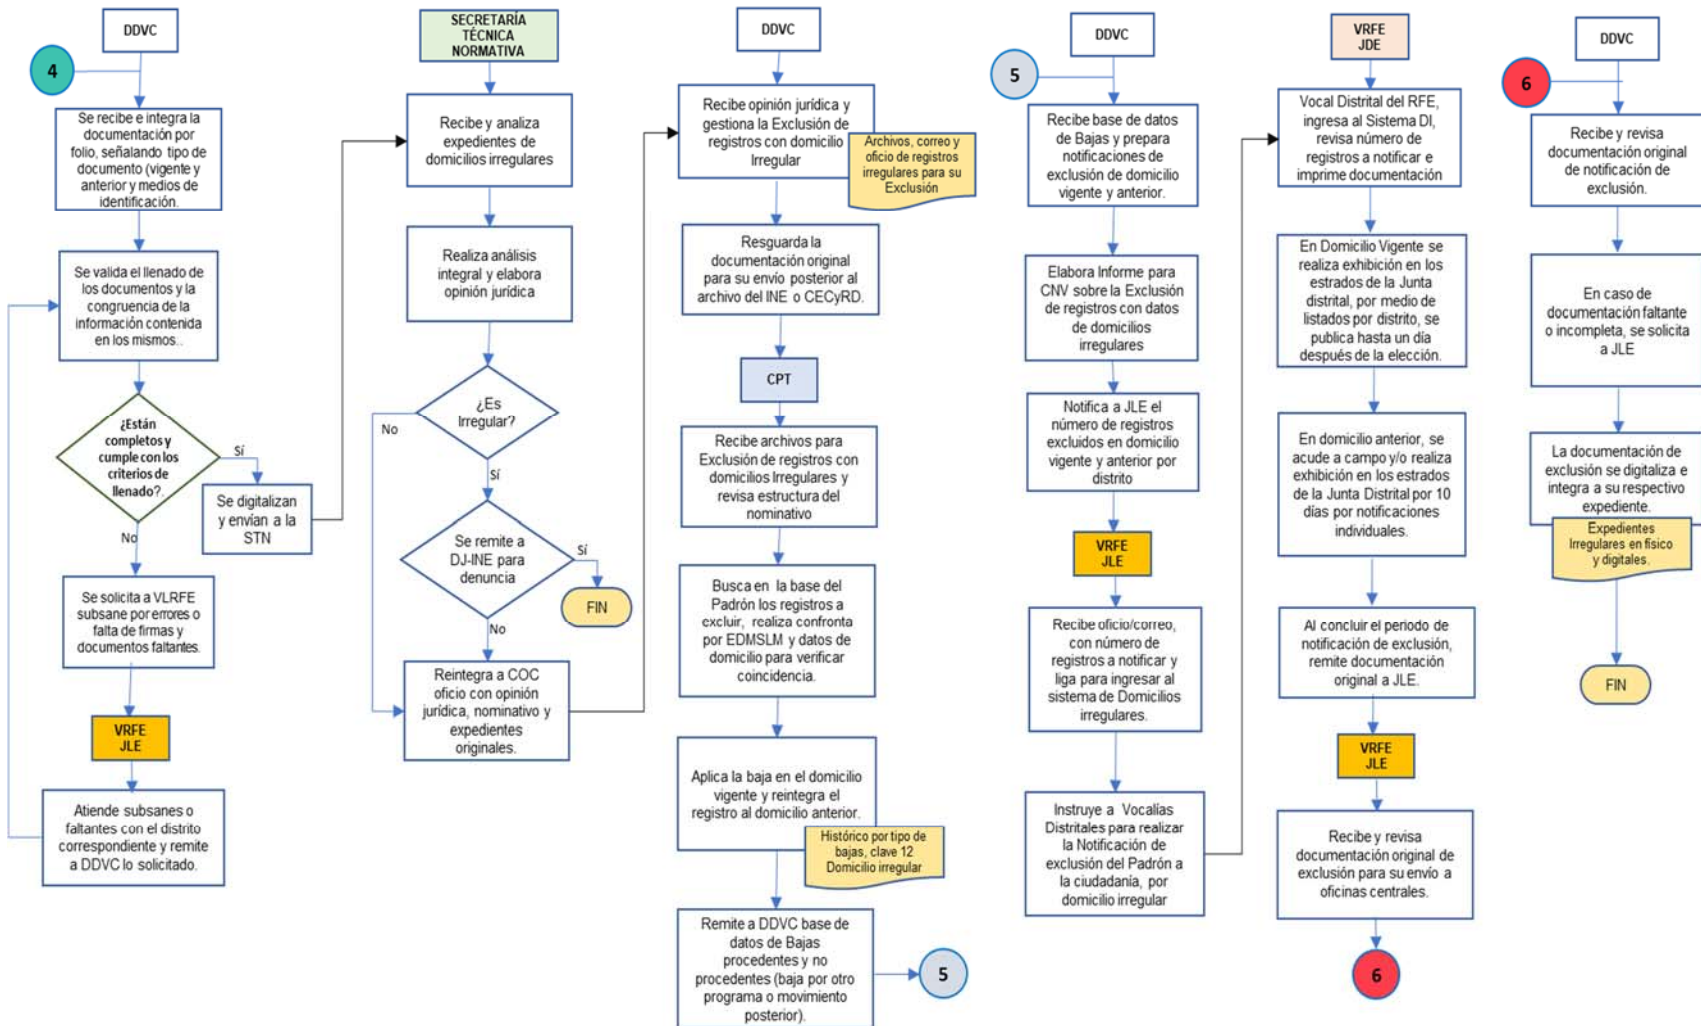 DDVC
4
Se recibe e integra la
documentación por
folio, señalando tipo de
documento (vigente y
anterior y medios de
identificación.
Se valida el llenado de
los documentos y la
congruencia de la
información contenida
en los mismos..
¿Están
completos y
cumple con los
criterios de
llenado?.
Sí
No
Se digitalizan
y envían a la
STN
Se solicita a VLRFE
subsane por errores o
falta de firmas y
documentos faltantes.
VRFE
JLE
Atiende subsanes o
faltantes con el distrito
correspondiente y remite
a DDVC lo solicitado.
SECRETARÍA
TÉCNICA
NORMATIVA
Recibe y analiza
expedientes de
domicilios irregulares
Realiza análisis
integral y elabora
opinión jurídica
¿Es
Irregular?
No
Sí
Se remite a
DJ-INE para
denuncia
Sí
FIN
No
Reintegra a COC
oficio con opinión
jurídica, nominativo y
expedientes
originales.
DDVC
Recibe opinión jurídica y
gestiona la Exclusión de
registros con domicilio
Irregular
Archivos, correo y
oficio de registros
irregulares para su
Exclusión
Resguarda la
documentación original
para su envío posterior al
archivo del INE o CECyRD.
CPT
Recibe archivos para
Exclusión de registros con
domicilios Irregulares y
revisa estructura del
nominativo
Busca en la base del
Padrón los registros a
excluir, realiza confronta
por EDMSLM y datos de
domicilio para verificar
coincidencia.
Aplica la baja en el domicilio
vigente y reintegra el
registro al domicilio anterior.
Histórico por tipo de
bajas, clave 12
Domicilio irregular
Remite a DDVC base de
datos de Bajas
procedentes y no
procedentes (baja por otro
programa o movimiento
posterior).
5
DDVC
5
Recibe base de datos
de Bajas y prepara
notificaciones de
exclusión de domicilio
vigente y anterior.
Elabora Informe para
CNV sobre la Exclusión
de registros con datos
de domicilios
irregulares
Notifica a JLE el
número de registros
excluidos en domicilio
vigente y anterior por
distrito
VRFE
JLE
Recibe oficio/correo,
con número de
registros a notificar y
liga para ingresar al
sistema de Domicilios
irregulares.
Instruye a Vocalías
Distritales para realizar
la Notificación de
exclusión del Padrón a
la ciudadanía, por
domicilio irregular
VRFE
JDE
Vocal Distrital del RFE,
ingresa al Sistema DI,
revisa número de
registros a notificar e
imprime documentación
En Domicilio Vigente se
realiza exhibición en los
estrados de la Junta
distrital, por medio de
listados por distrito, se
publica hasta un día
después de la elección.
En domicilio anterior, se
acude a campo y/o realiza
exhibición en los estrados
de la Junta Distrital por 10
días por notificaciones
individuales.
Al concluir el periodo de
notificación de exclusión,
remite documentación
original a JLE.
VRFE
JLE
Recibe y revisa
documentación original de
exclusión para su envío a
oficinas centrales.
6
DDVC
6
Recibe y revisa
documentación original
de notificación de
exclusión.
En caso de
documentación faltante
o incompleta, se solicita
a JLE
La documentación de
exclusión se digitaliza e
integra a su respectivo
expediente.
Expedientes
Irregulares en físico
y digitales.
FIN